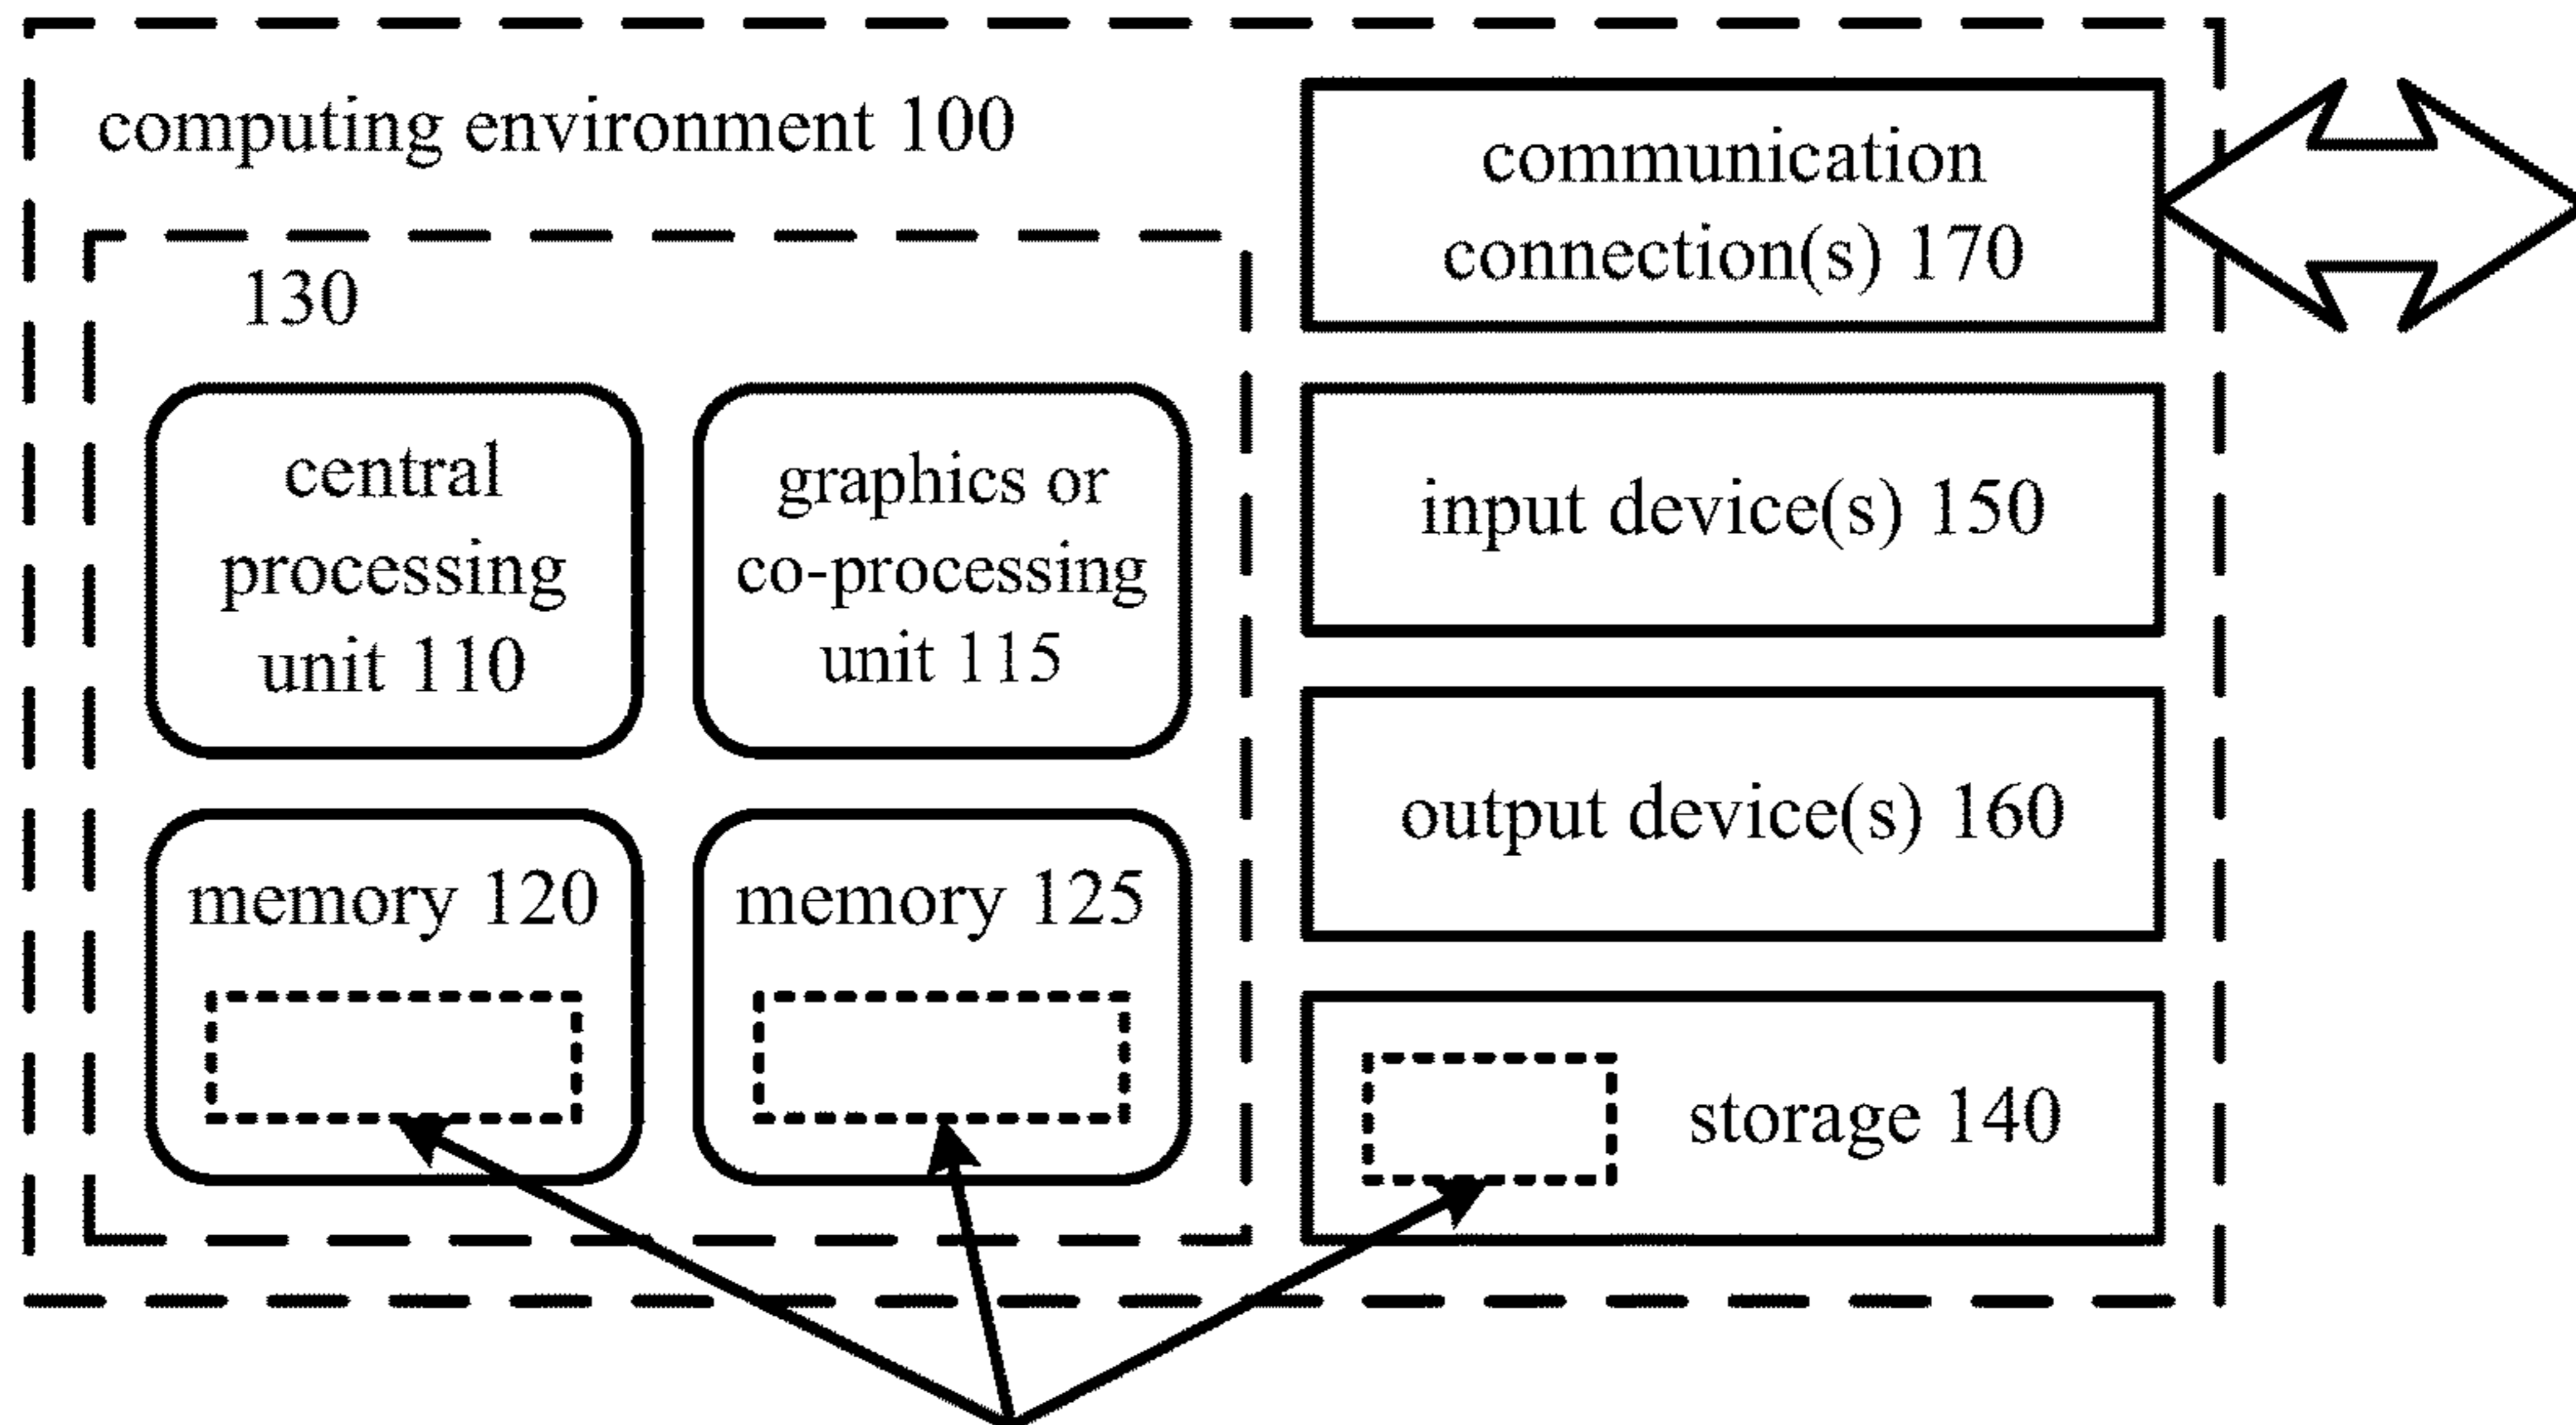 computing environment 100
130
central
processing
unit 110
graphics or
co-processing
unit 115
memory 120
memory 125
communication
connection(s) 170
input device(s) 150
output device(s) 160
storage 140